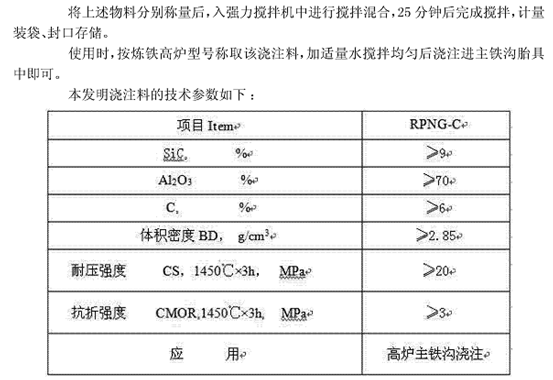 将上述物料分别称量后，入强力搅拌机中进行搅拌混合，25 分钟后完成搅拌，计量
装袋、封口存储。
使用时，按炼铁高炉型号称取该浇注料，加适量水搅拌均匀后浇注进主铁沟胎具
中即可。
本发明浇注料的技术参数如下：
项目 Item↵ RPNG-C↵
SiC, %↵ ≥9↵
Al₂O₃ %↵ ≥70↵
C, %↵ ≥6↵
体积密度 BD, g/cm³↵ ≥2.85↵
耐压强度 CS, 1450℃×3h, MPa↵ ≥20↵
抗折强度 CMOR,1450℃×3h, MPa↵ ≥3↵
应 用↵ 高炉主铁沟浇注↵